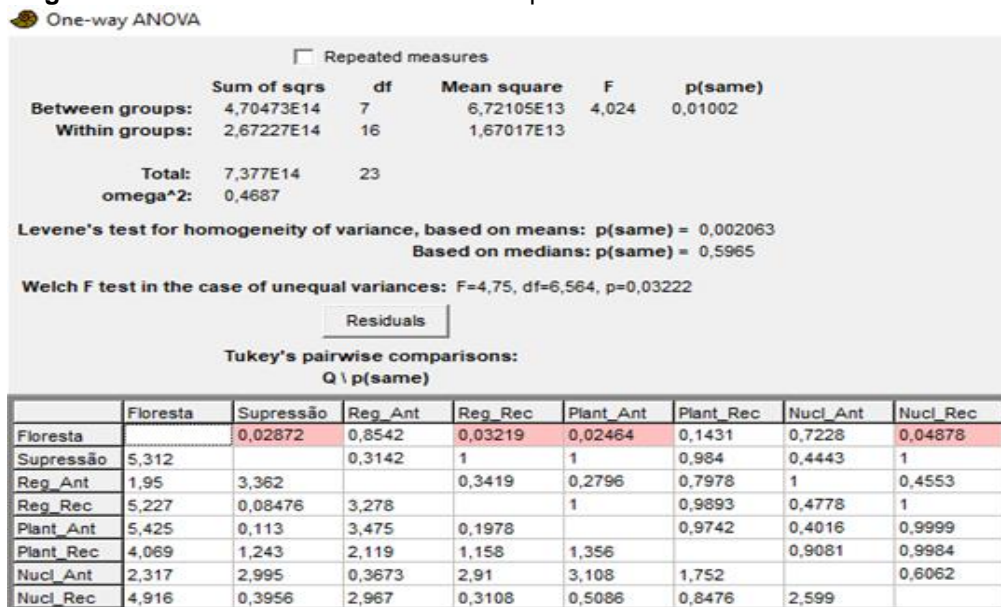 One-way ANOVA
Repeated measures
Sum of sqrs df Mean square F p(same)
Between groups: 4,70473E14 7 6,72105E13 4,024 0,01002
Within groups: 2,67227E14 16 1,67017E13
Total: 7,377E14 23
omega^2: 0,4687
Levene's test for homogeneity of variance, based on means: p(same) = 0,002063
Based on medians: p(same) = 0,5965
Welch F test in the case of unequal variances: F=4,75, df=6,564, p=0,03222
Residuals
Tukey's pairwise comparisons:
Q \ p(same)
Floresta Supressão Reg_Ant Reg_Rec Plant_Ant Plant_Rec Nucl_Ant Nucl_Rec
Floresta 0,02872 0,8542 0,03219 0,02464 0,1431 0,7228 0,04878
Supressão 5,312 0,3142 1 1 0,984 0,4443 1
Reg_Ant 1,95 3,362 0,3419 0,2796 0,7978 1 0,4553
Reg_Rec 5,227 0,08476 3,278 1 0,9893 0,4778 1
Plant_Ant 5,425 0,113 3,475 0,1978 0,9742 0,4016 0,9999
Plant_Rec 4,069 1,243 2,119 1,158 1,356 0,9081 0,9984
Nucl_Ant 2,317 2,995 0,3673 2,91 3,108 1,752 0,6062
Nucl_Rec 4,916 0,3956 2,967 0,3108 0,5086 0,8476 2,599